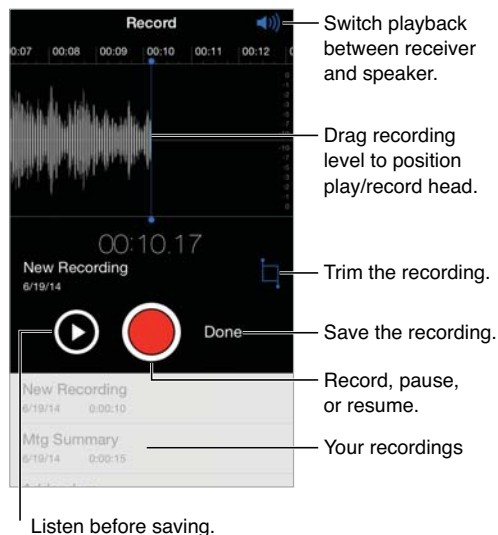 Record
Switch playback
between receiver
and speaker.
0:07 00:08 00:09 00:10 00:11 00:12
Drag recording
level to position
play/record head.
00:10.17
New Recording
6/19/14
Trim the recording.
Done
Save the recording.
Record, pause,
or resume.
New Recording
6/19/14 0:00:10
Mtg Summary
6/19/14 0:00:15
Your recordings
Listen before saving.